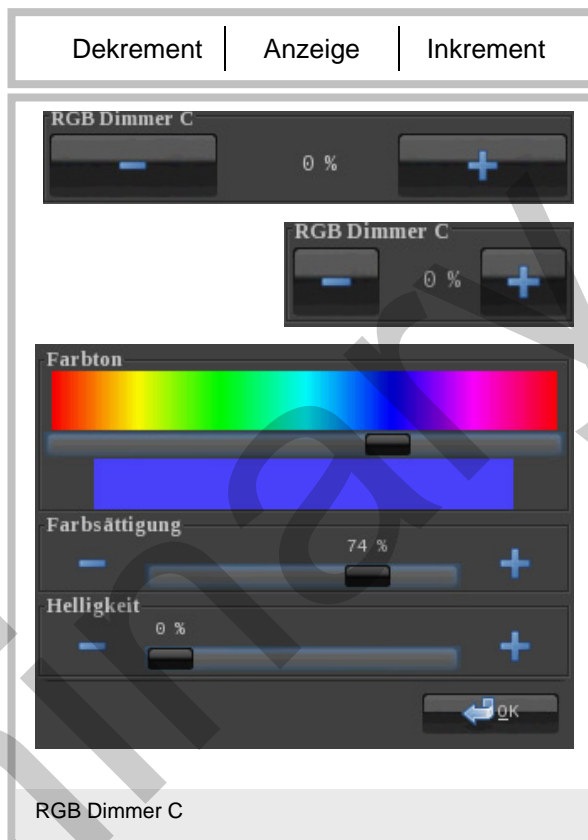 Dekrement Anzeige Inkrement
RGB Dimmer C
0 %
RGB Dimmer C
0 %
Farbton
Farbsättigung
74 %
Helligkeit
0 %
OK
RGB Dimmer C